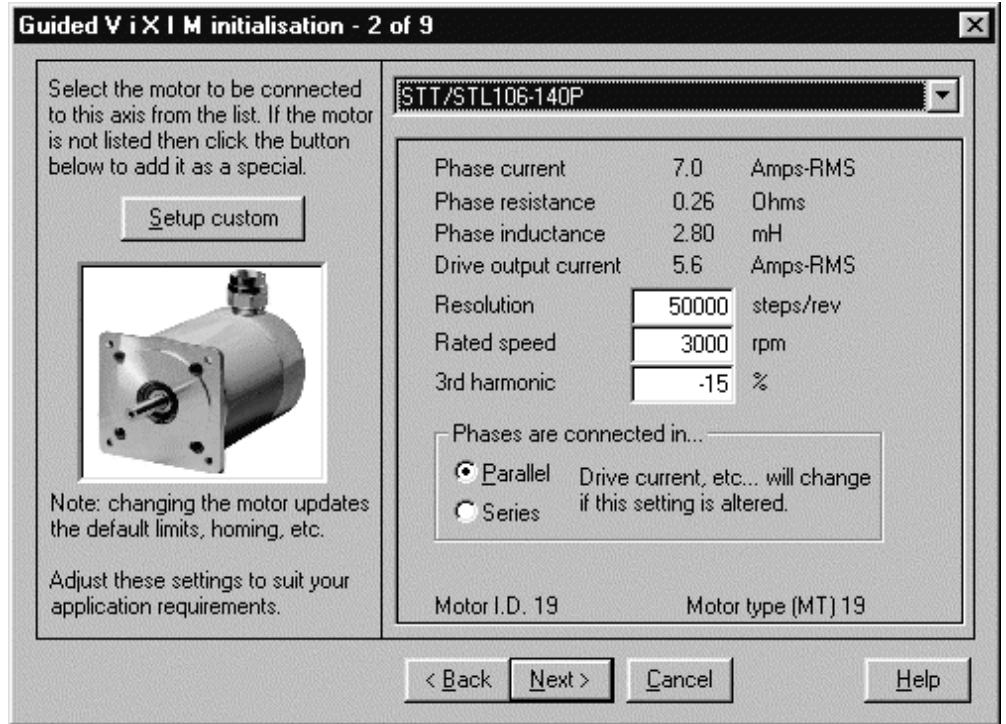 Guided V i X I M initialisation - 2 of 9
Select the motor to be connected
to this axis from the list. If the motor
is not listed then click the button
below to add it as a special.
Setup custom
Note: changing the motor updates
the default limits, homing, etc.
Adjust these settings to suit your
application requirements.
STT/STL106-140P
Phase current 7.0 Amps-RMS
Phase resistance 0.26 Ohms
Phase inductance 2.80 mH
Drive output current 5.6 Amps-RMS
Resolution 50000 steps/rev
Rated speed 3000 rpm
3rd harmonic -15 %
Phases are connected in...
Parallel
Series
Drive current, etc... will change
if this setting is altered.
Motor I.D. 19 Motor type (MT) 19
< Back Next > Cancel Help